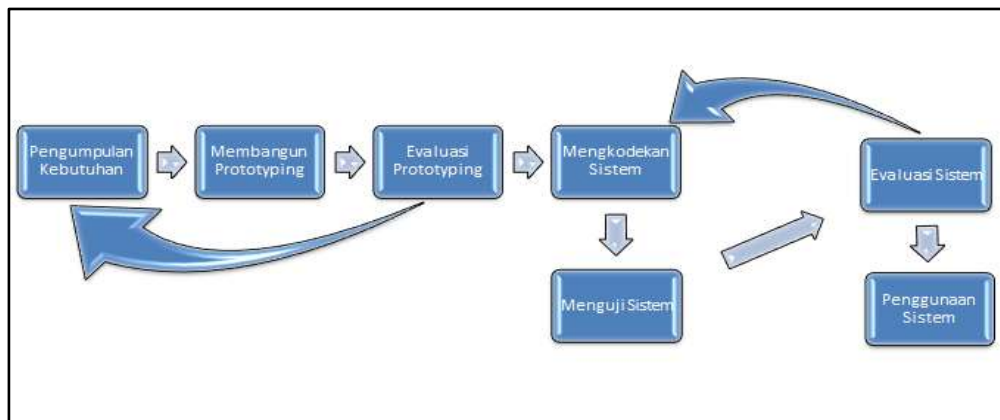 Pengumpulan
Kebutuhan
Membangun
Prototyping
Evaluasi
Prototyping
Mengkodekan
Sistem
Evaluasi Sistem
Menguji Sistem
Penggunaan
Sistem